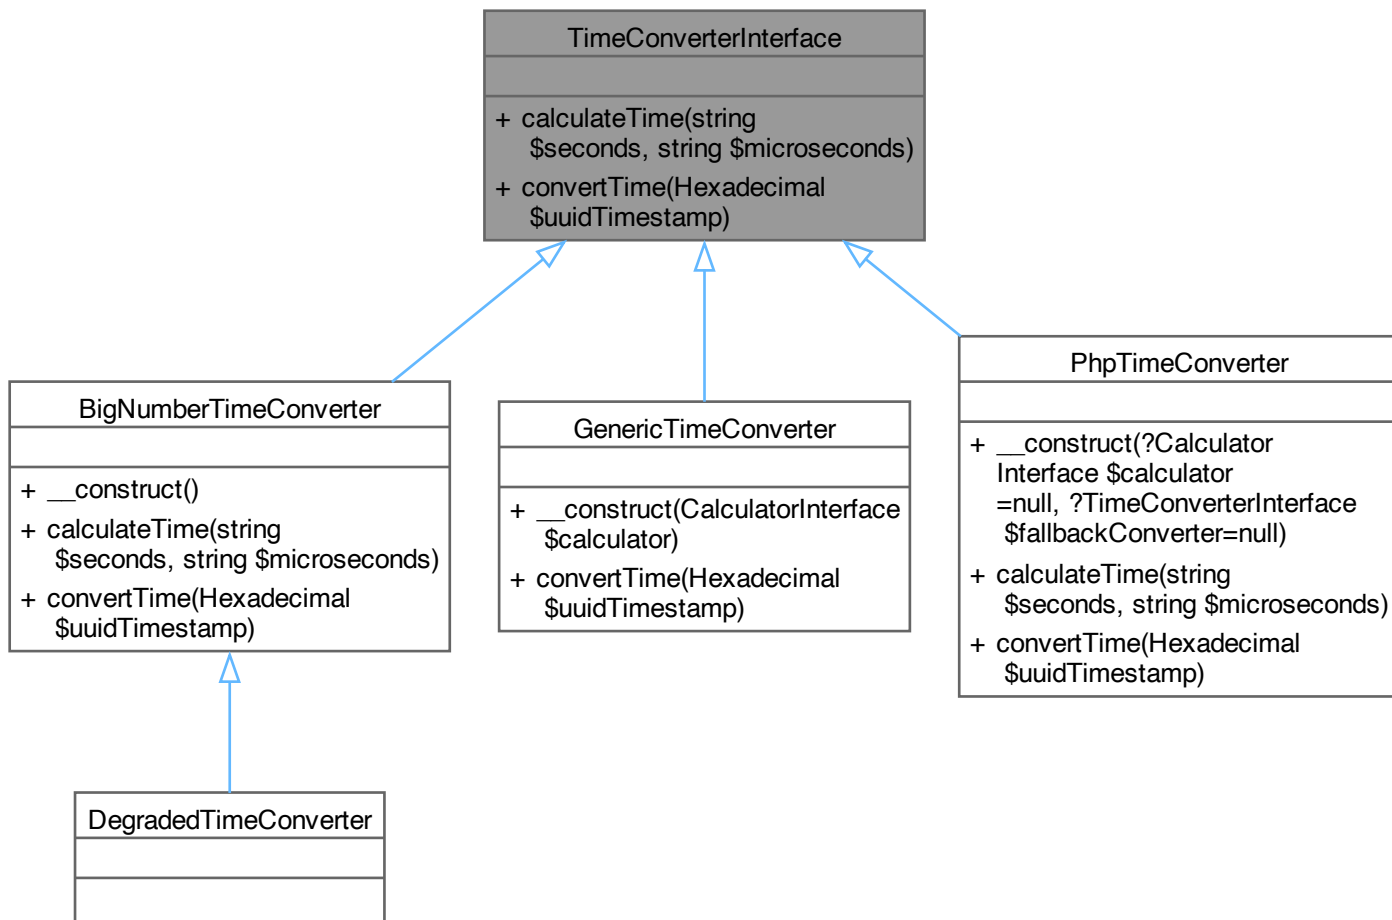 TimeConverterInterface
+ calculateTime(string
$seconds, string $microseconds)
+ convertTime(Hexadecimal
$uuidTimestamp)
BigNumberTimeConverter
+ __construct()
+ calculateTime(string
$seconds, string $microseconds)
+ convertTime(Hexadecimal
$uuidTimestamp)
GenericTimeConverter
+ __construct(CalculatorInterface
$calculator)
+ convertTime(Hexadecimal
$uuidTimestamp)
PhpTimeConverter
+ __construct(?Calculator
Interface $calculator
=null, ?TimeConverterInterface
$fallbackConverter=null)
+ calculateTime(string
$seconds, string $microseconds)
+ convertTime(Hexadecimal
$uuidTimestamp)
DegradedTimeConverter